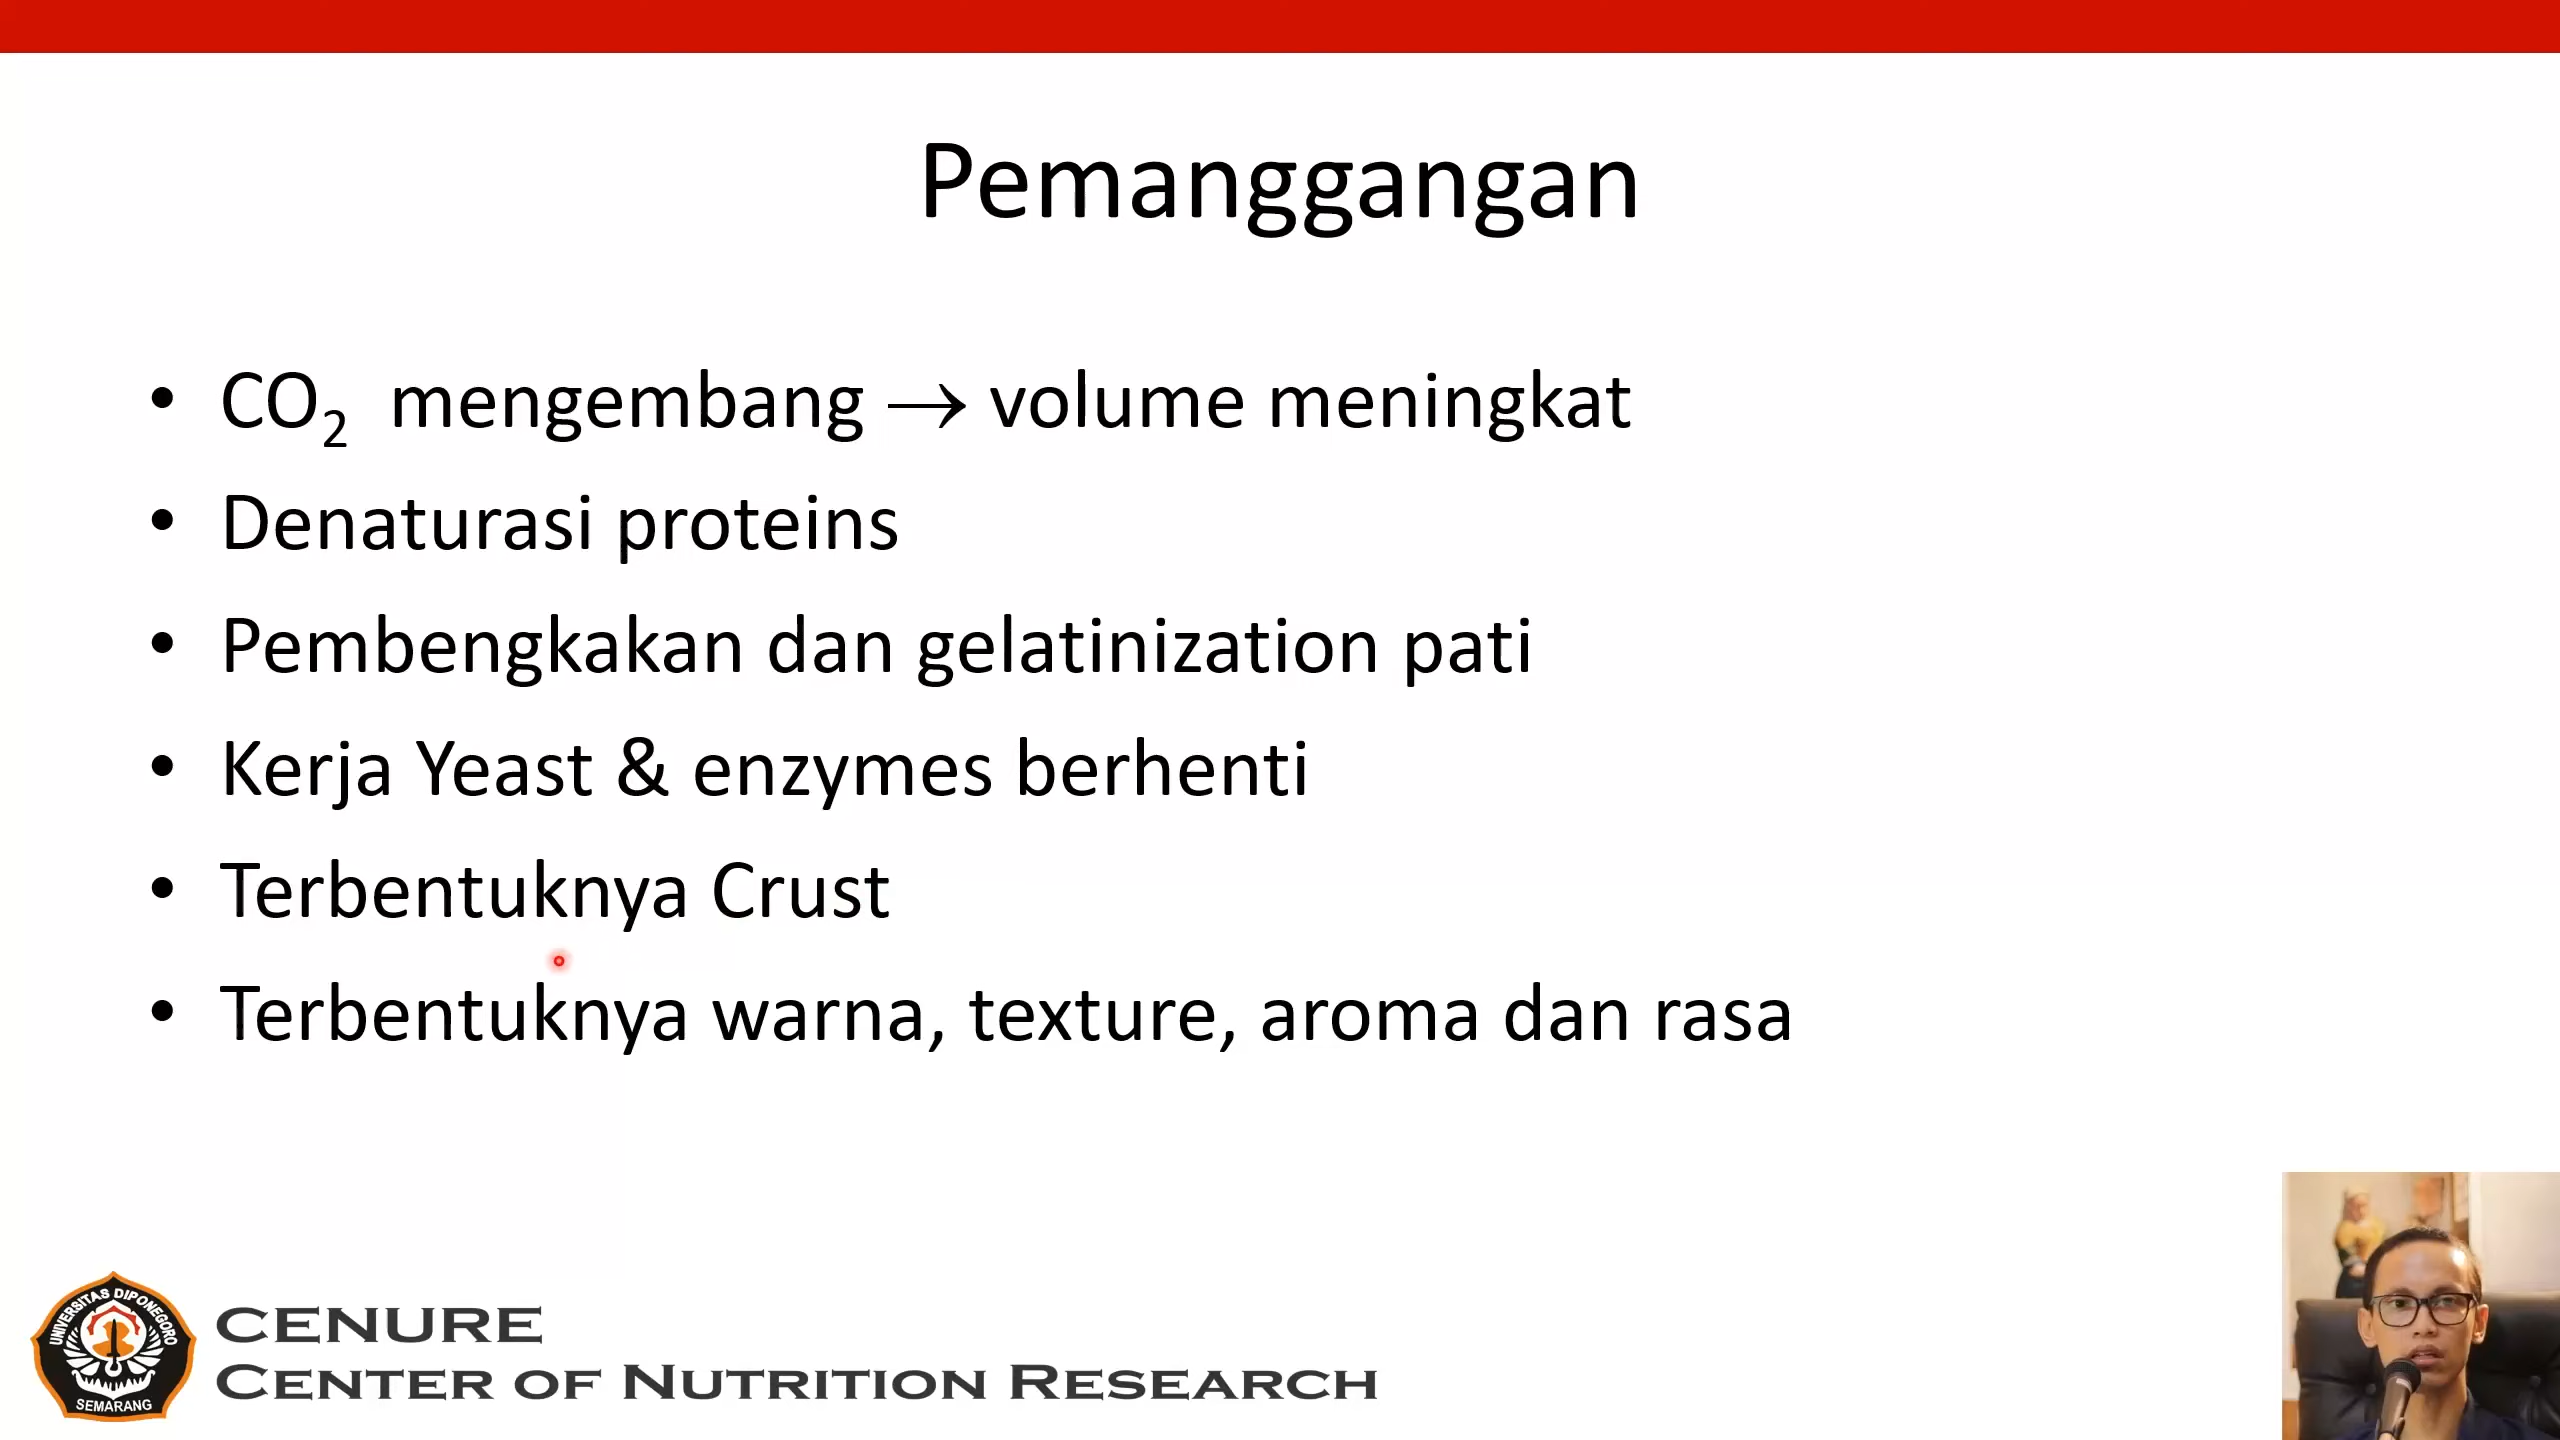 Pemanggangan
• CO₂ mengembang → volume meningkat
• Denaturasi proteins
• Pembengkakan dan gelatinization pati
• Kerja Yeast & enzymes berhenti
• Terbentuknya Crust
• Terbentuknya warna, texture, aroma dan rasa
UNIVERSITAS DIPONEGORO
SEMARANG
CENURE
CENTER OF NUTRITION RESEARCH